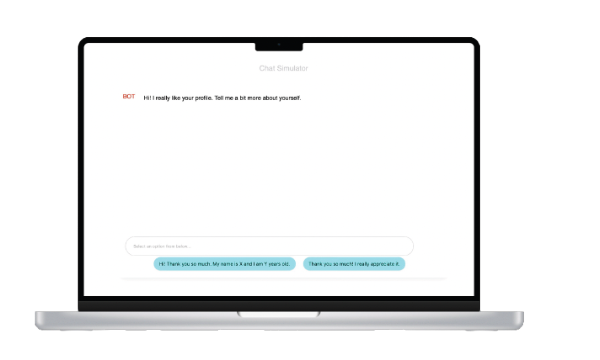 Chat Simulator
BOT Hi! I really like your profile. Tell me a bit more about yourself.
Select an option from below...
Hi! Thank you so much. My name is X and I am Y years old.
Thank you so much! I really appreciate it.